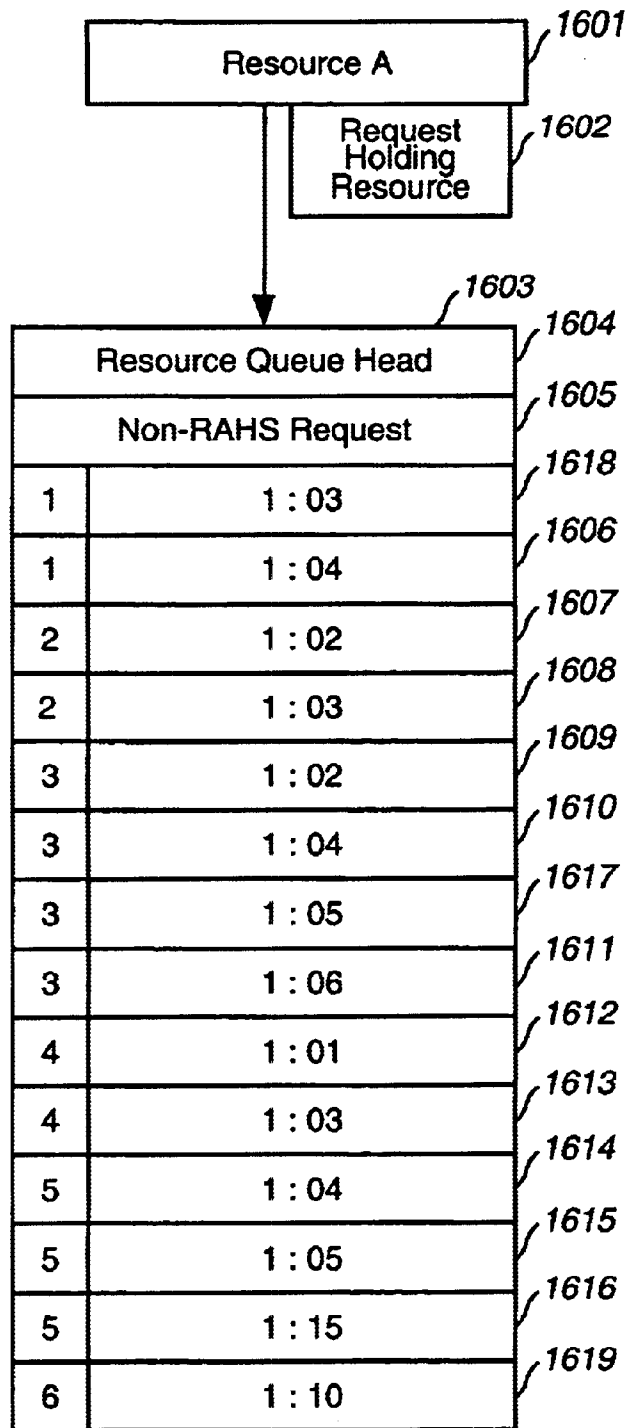 1601
Resource A
1602
Request
Holding
Resource
1603
1604
Resource Queue Head
1605
Non-RAHS Request
1618
1 1 : 03
1606
1 1 : 04
1607
2 1 : 02
1608
2 1 : 03
1609
3 1 : 02
1610
3 1 : 04
1617
3 1 : 05
1611
3 1 : 06
1612
4 1 : 01
1613
4 1 : 03
1614
5 1 : 04
1615
5 1 : 05
1616
5 1 : 15
1619
6 1 : 10